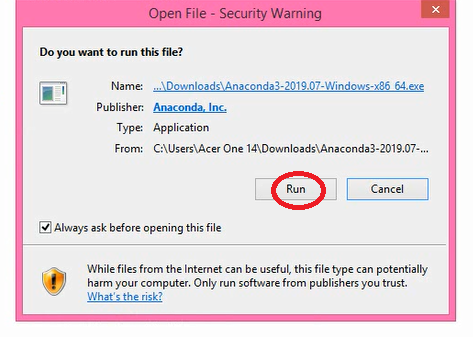 Open File - Security Warning
Do you want to run this file?
Name: ...\Downloads\Anaconda3-2019.07-Windows-x86_64.exe
Publisher: Anaconda, Inc.
Type: Application
From: C:\Users\Acer One 14\Downloads\Anaconda3-2019.07-...
Run Cancel
Always ask before opening this file
While files from the Internet can be useful, this file type can potentially
harm your computer. Only run software from publishers you trust.
What's the risk?